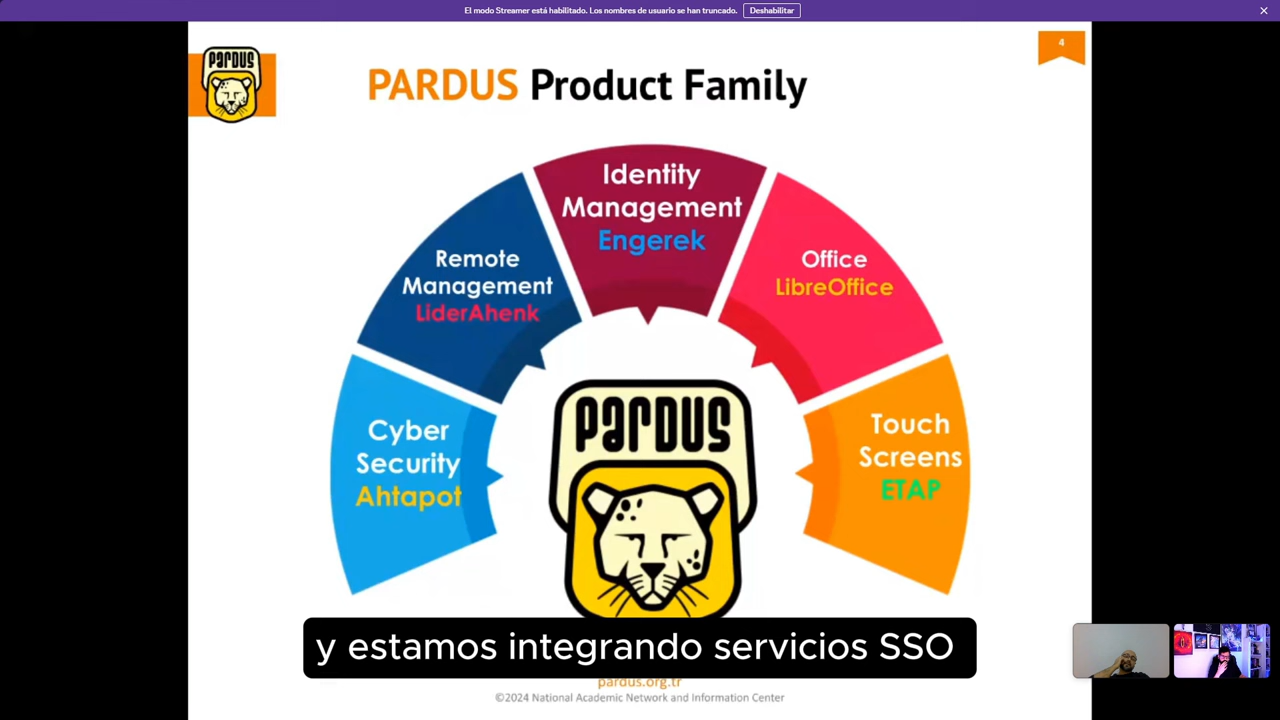 El modo Streamer está habilitado. Los nombres de usuario se han truncado. Deshabilitar
4
PARDUS
PARDUS Product Family
Identity
Management
Engerek
Remote
Management
LiderAhenk
Office
LibreOffice
Cyber
Security
Ahtapot
Touch
Screens
ETAP
PARDUS
y estamos integrando servicios SSO
pardus.org.tr
©2024 National Academic Network and Information Center